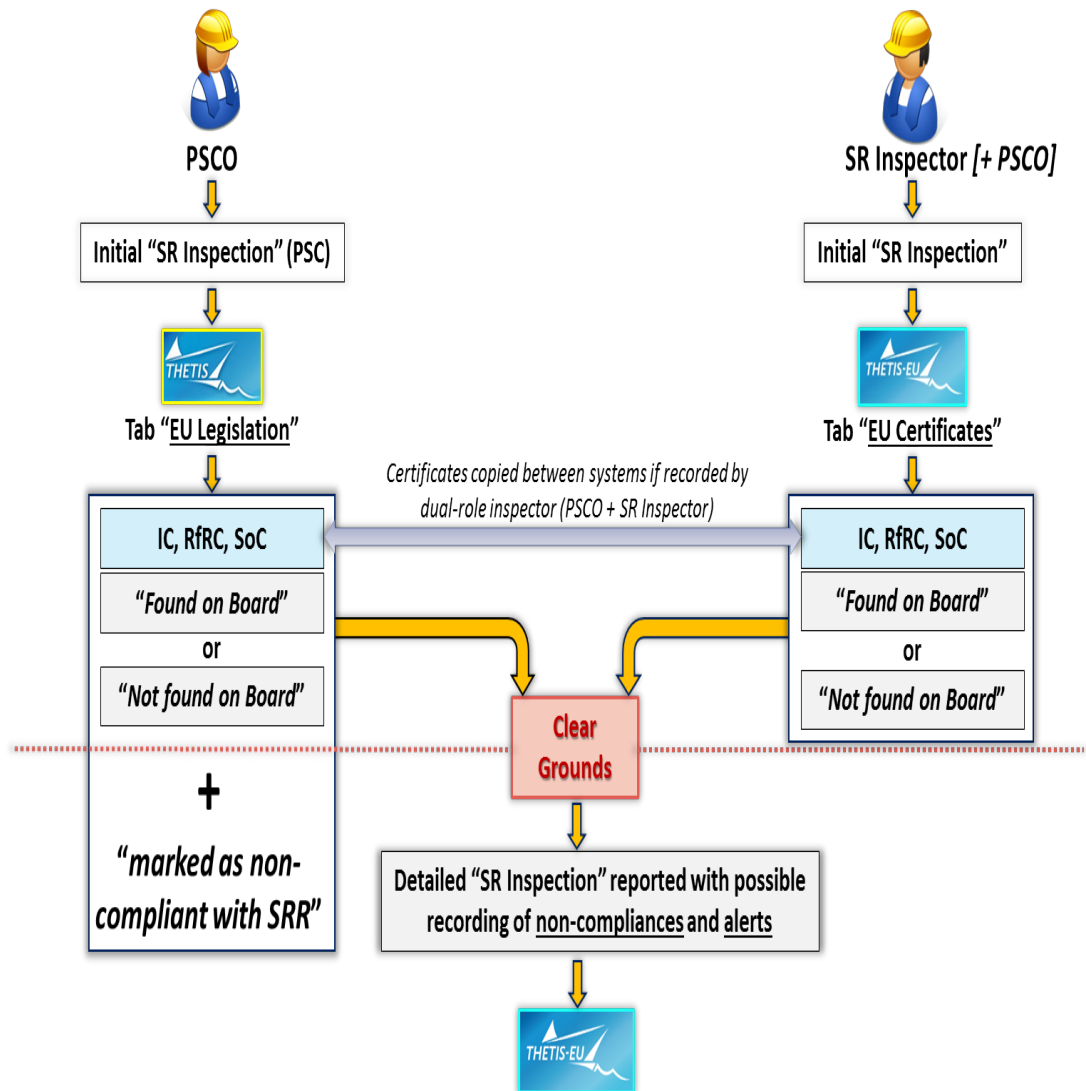 PSCO
Initial “SR Inspection” (PSC)
THETIS
Tab “EU Legislation”
IC, RfRC, SoC
“Found on Board”
or
“Not found on Board”
+
“marked as non-
compliant with SRR”
SR Inspector [+ PSCO]
Initial “SR Inspection”
THETIS-EU
Tab “EU Certificates”
IC, RfRC, SoC
“Found on Board”
or
“Not found on Board”
Certificates copied between systems if recorded by
dual-role inspector (PSCO + SR Inspector)
Clear
Grounds
Detailed “SR Inspection” reported with possible
recording of non-compliances and alerts
THETIS-EU